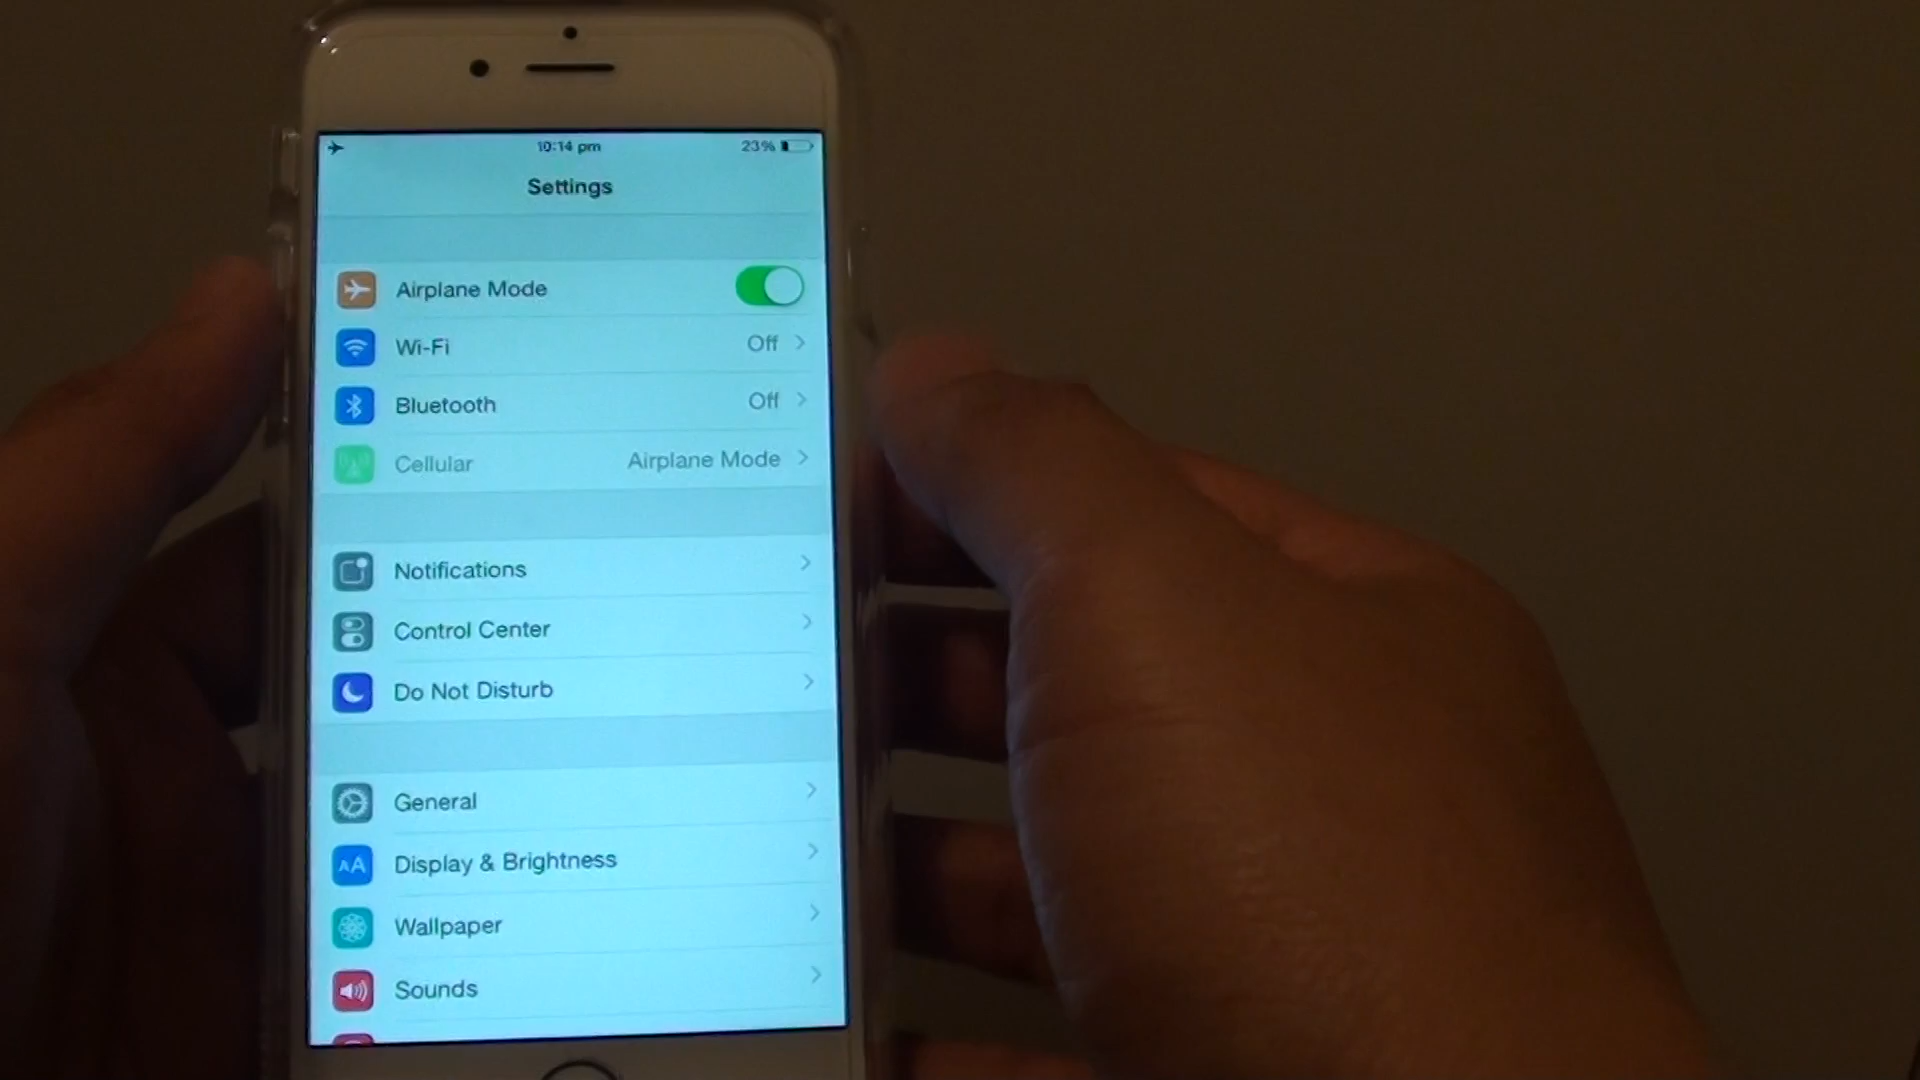 10:14 pm 23%
Settings
Airplane Mode
Wi-Fi Off
Bluetooth Off
Cellular Airplane Mode
Notifications
Control Center
Do Not Disturb
General
AA Display & Brightness
Wallpaper
Sounds